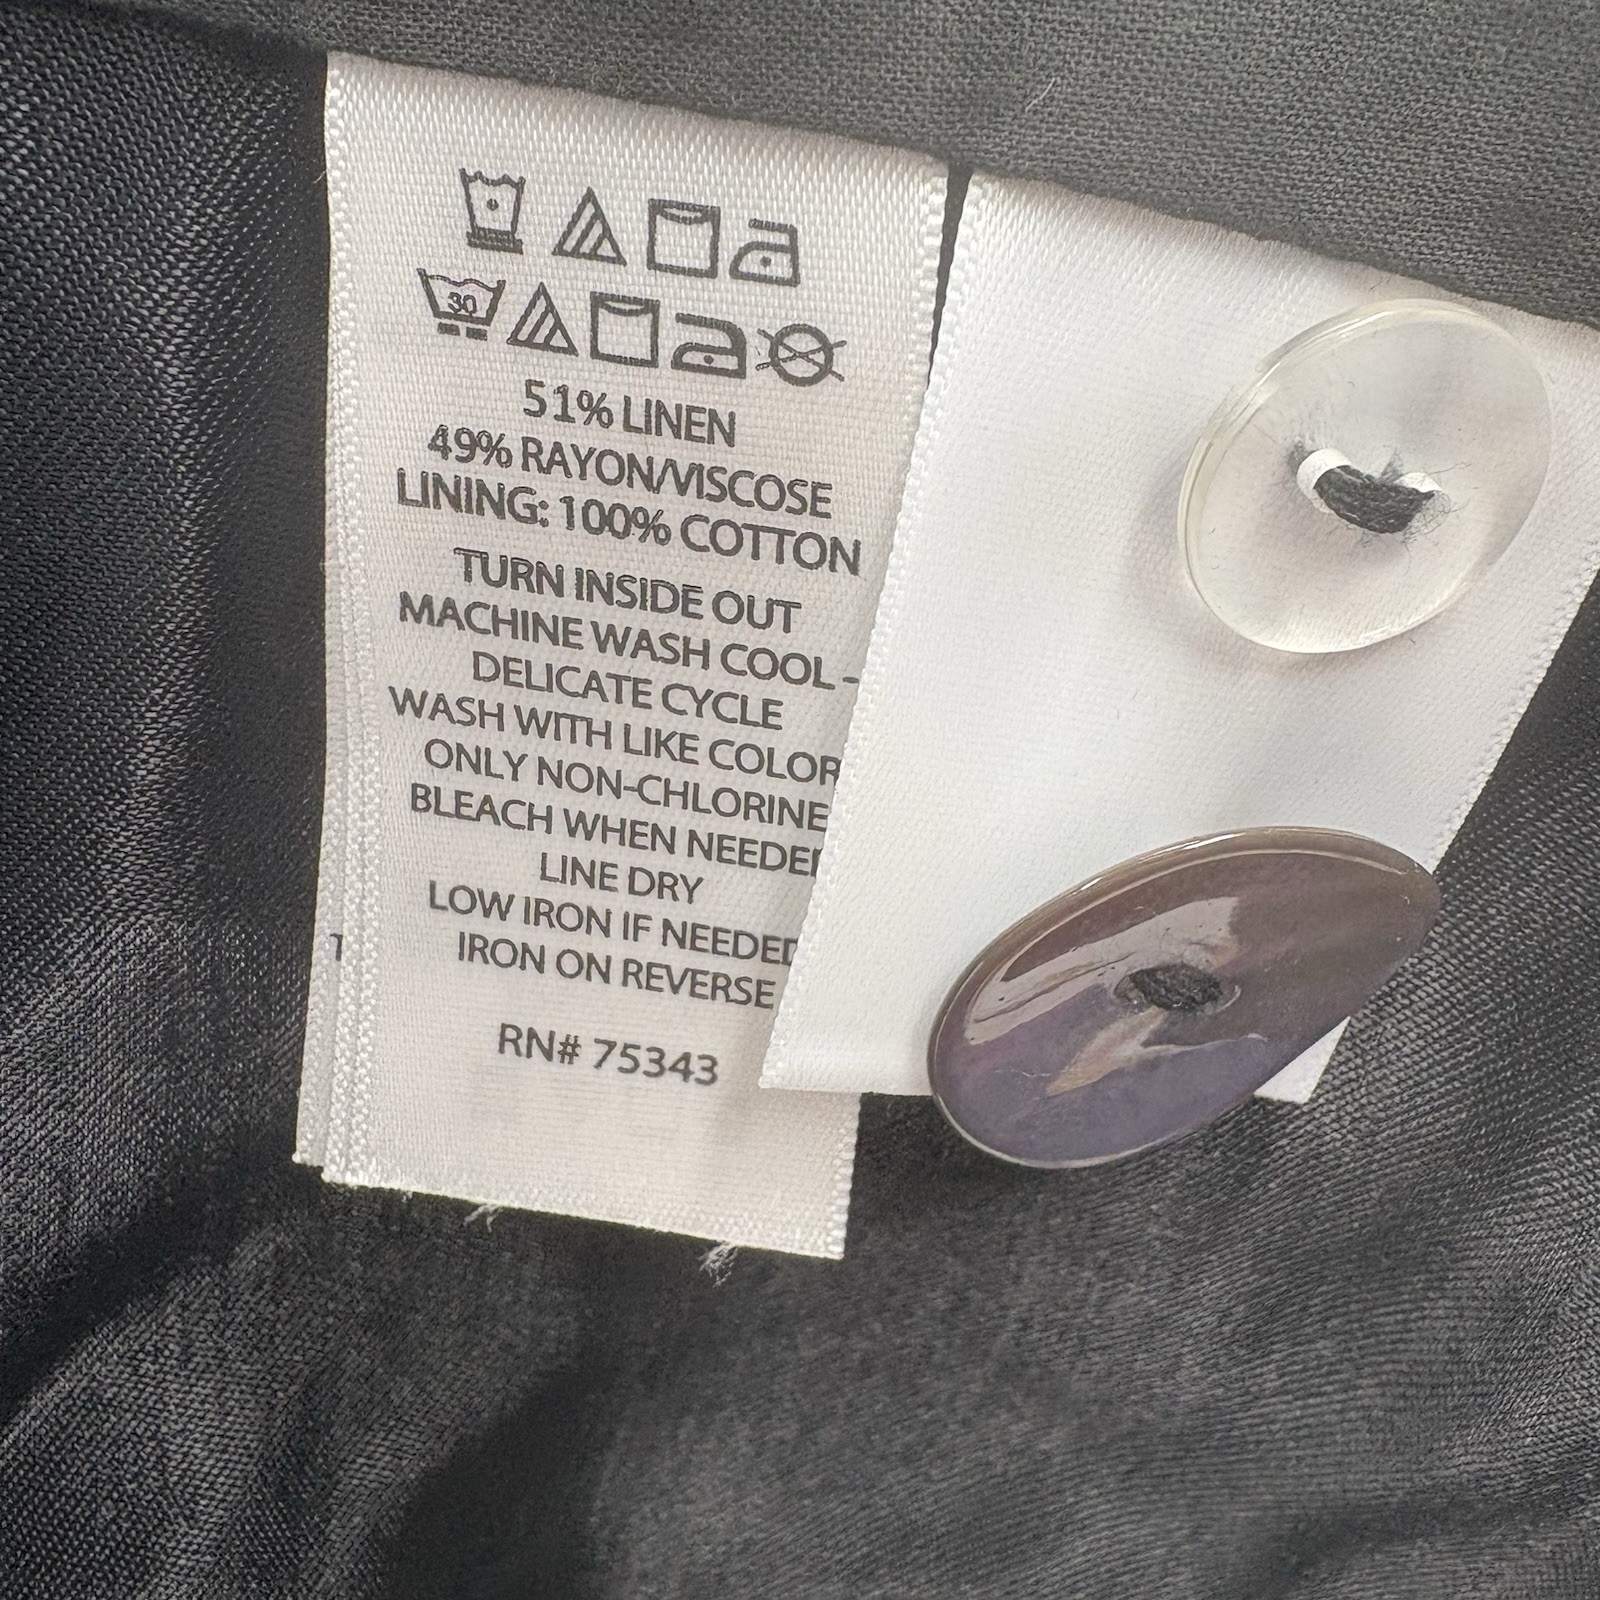 30
51% LINEN
49% RAYON/VISCOSE
LINING: 100% COTTON
TURN INSIDE OUT
MACHINE WASH COOL -
DELICATE CYCLE
WASH WITH LIKE COLOR
ONLY NON-CHLORINE
BLEACH WHEN NEEDED
LINE DRY
LOW IRON IF NEEDED
IRON ON REVERSE
RN# 75343
T